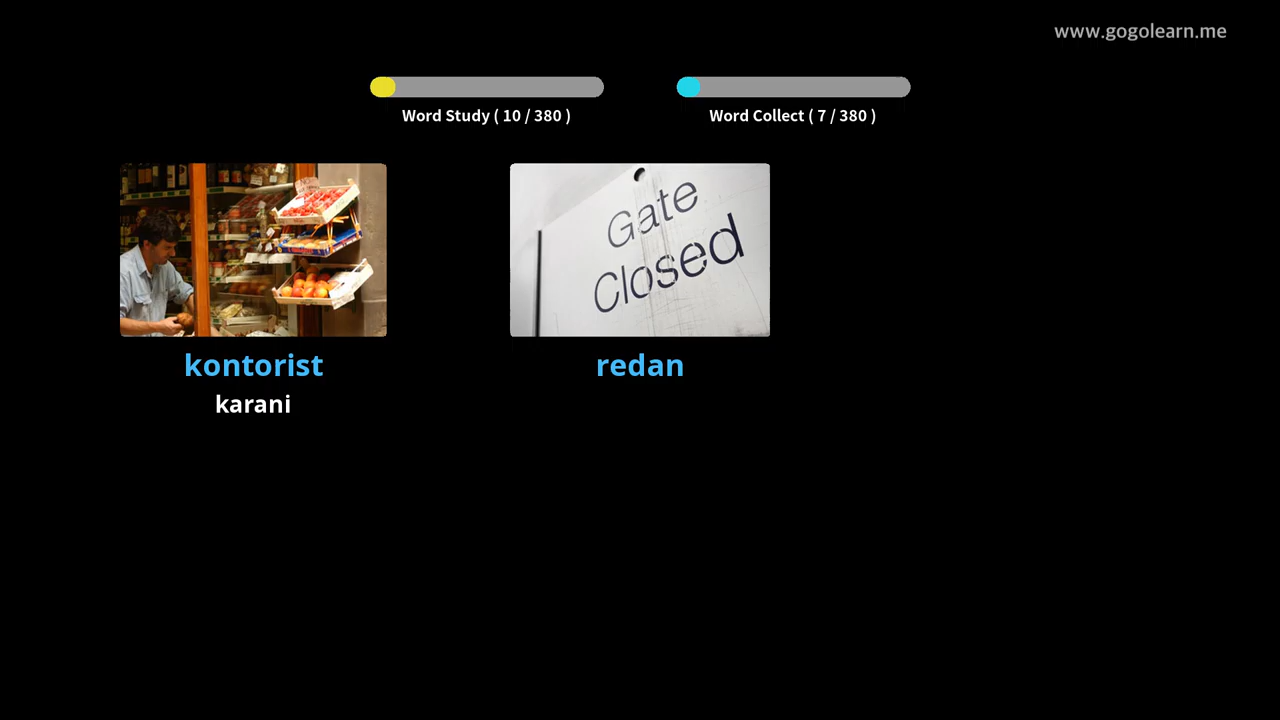 www.gogolearn.me
Word Study ( 10 / 380 )
Word Collect ( 7 / 380 )
Gate
Closed
kontorist
redan
karani